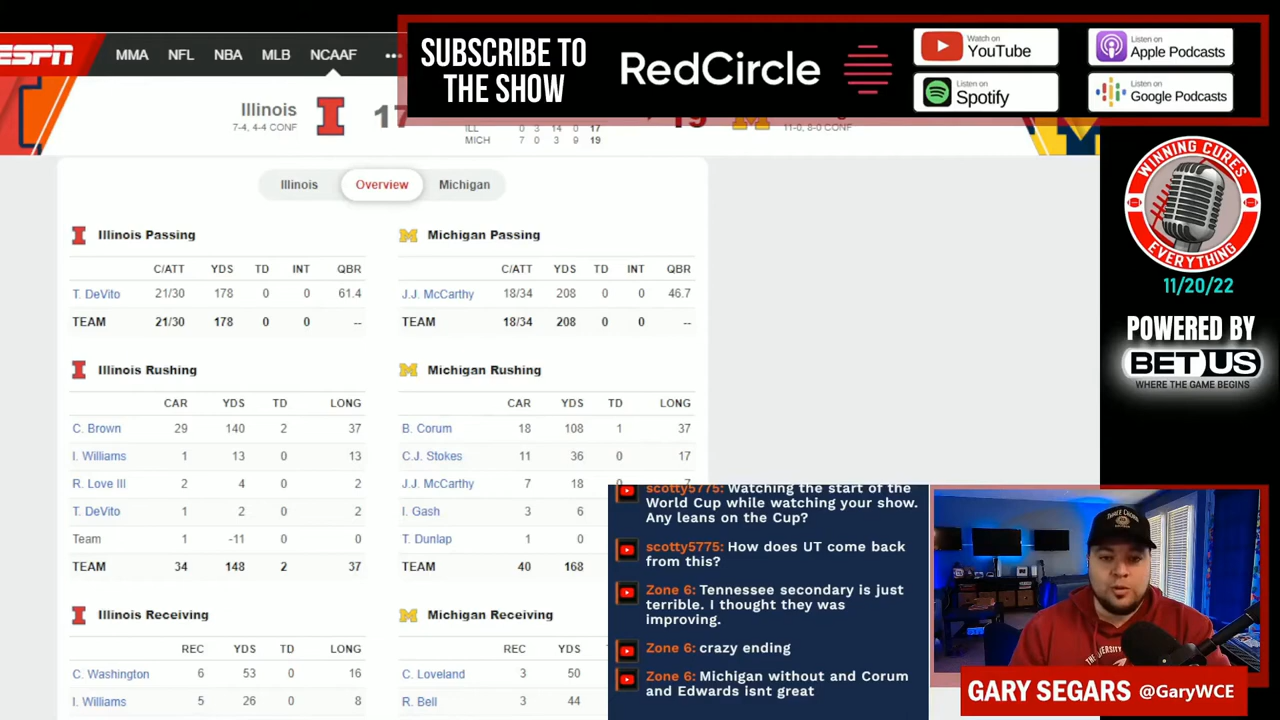 ESPN
MMA NFL NBA MLB NCAAF ...
SUBSCRIBE TO
THE SHOW
RedCircle
Watch on
YouTube
Listen on
Apple Podcasts
Listen on
Spotify
Listen on
Google Podcasts
Illinois
7-4, 4-4 CONF
17
ILL 0 3 14 0 17
MICH 7 0 3 9 19
19
11-0, 8-0 CONF
Illinois Overview Michigan
Illinois Passing
C/ATT YDS TD INT QBR
T. DeVito 21/30 178 0 0 61.4
TEAM 21/30 178 0 0 --
Michigan Passing
C/ATT YDS TD INT QBR
J.J. McCarthy 18/34 208 0 0 46.7
TEAM 18/34 208 0 0 --
Illinois Rushing
CAR YDS TD LONG
C. Brown 29 140 2 37
I. Williams 1 13 0 13
R. Love III 2 4 0 2
T. DeVito 1 2 0 2
Team 1 -11 0 0
TEAM 34 148 2 37
Michigan Rushing
CAR YDS TD LONG
B. Corum 18 108 1 37
C.J. Stokes 11 36 0 17
J.J. McCarthy 7 18
I. Gash 3 6
T. Dunlap 1 0
TEAM 40 168
Illinois Receiving
REC YDS TD LONG
C. Washington 6 53 0 16
I. Williams 5 26 0 8
Michigan Receiving
REC YDS
C. Loveland 3 50
R. Bell 3 44
scotty5775: Watching the start of the
World Cup while watching your show.
Any leans on the Cup?
scotty5775: How does UT come back
from this?
Zone 6: Tennessee secondary is just
terrible. I thought they was
improving.
Zone 6: crazy ending
Zone 6: Michigan without and Corum
and Edwards isnt great
WINNING CURES
EVERYTHING
11/20/22
POWERED BY
BETUS
WHERE THE GAME BEGINS
GARY SEGARS @GaryWCE